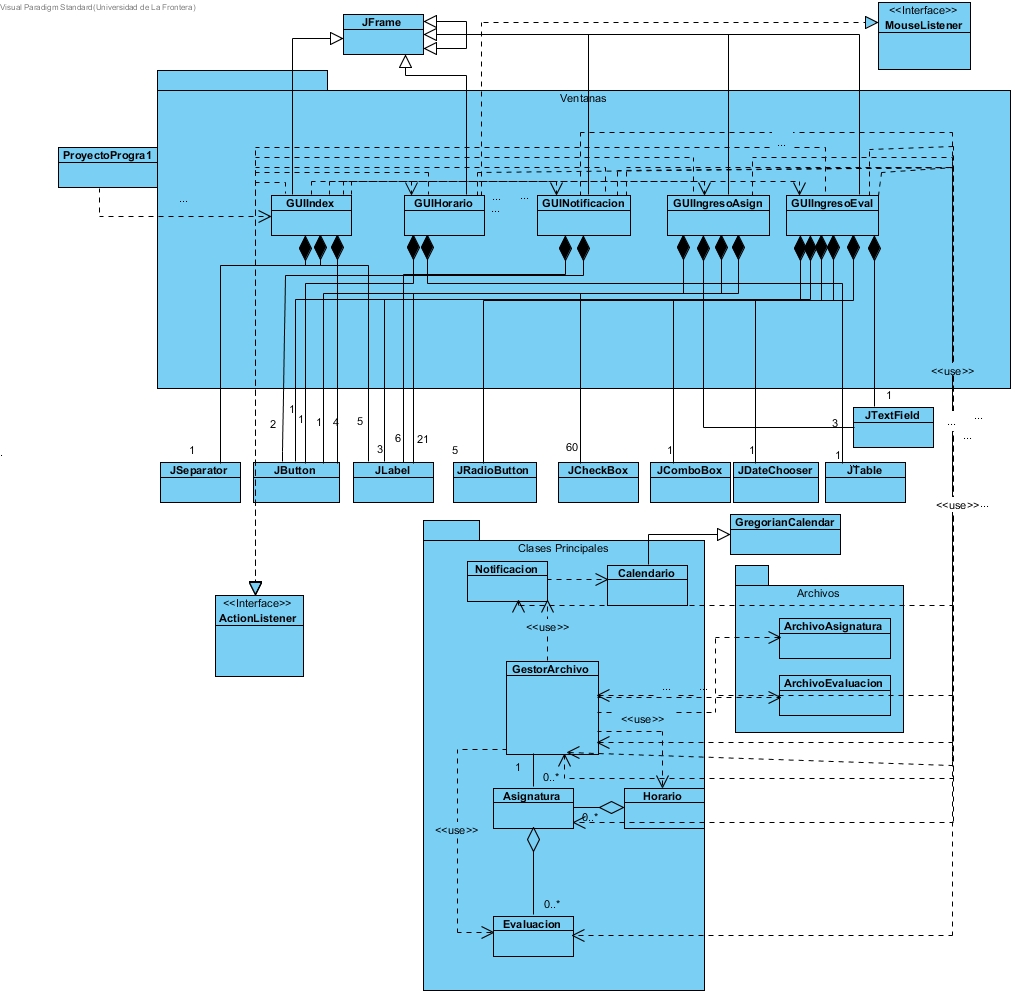 Visual Paradigm Standard(Universidad de La Frontera)
JFrame
<<Interface>>
MouseListener
Ventanas
ProyectoProgra1
...
...
GUIIndex
GUIHorario
...
...
...
GUINotificacion
GUIIngresoAsign
GUIIngresoEval
<<use>>
1
2
1
1
1
4
5
3
6
21
5
60
1
1
3
1
JTextField
...
...
...
JSeparator
JButton
JLabel
JRadioButton
JCheckBox
JComboBox
JDateChooser
JTable
<<use>>...
GregorianCalendar
Clases Principales
Notificacion
Calendario
Archivos
<<Interface>>
ActionListener
<<use>>
ArchivoAsignatura
GestorArchivo
ArchivoEvaluacion
...
...
<<use>>
1
0..*
Asignatura
Horario
0..*
<<use>>
0..*
Evaluacion